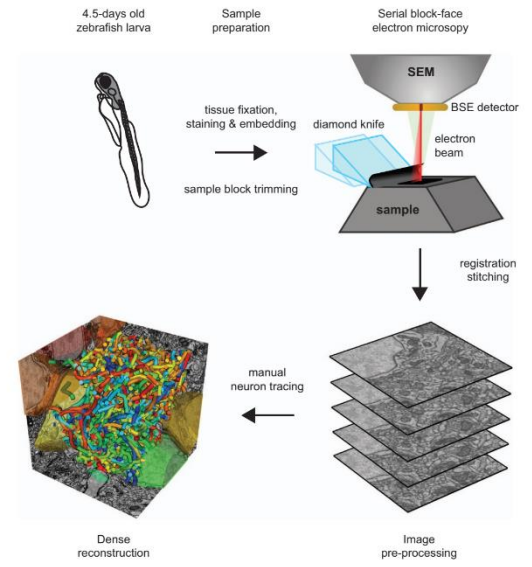 4.5-days old
zebrafish larva
Sample
preparation
Serial block-face
electron micrsopy
SEM
BSE detector
tissue fixation,
staining & embedding
diamond knife
electron
beam
sample block trimming
sample
registration
stitching
manual
neuron tracing
Dense
reconstruction
Image
pre-processing